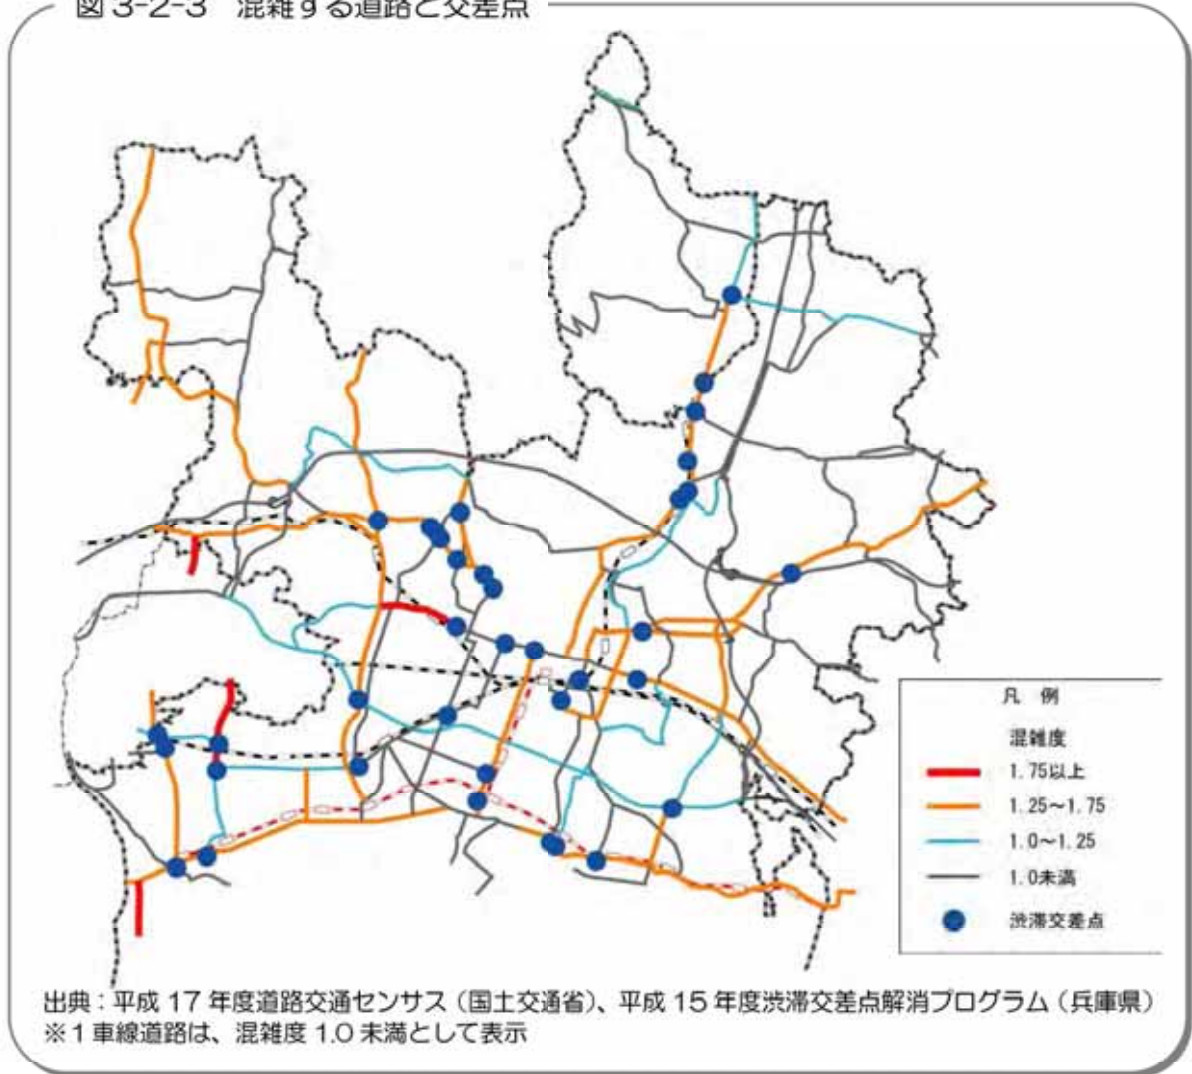 図 3-2-3 混雑する道路と交差点
凡 例
混雑度
1.75以上
1.25～1.75
1.0～1.25
1.0未満
渋滞交差点
出典：平成 17 年度道路交通センサス（国土交通省）、平成 15 年度渋滞交差点解消プログラム（兵庫県）
※１車線道路は、混雑度 1.0 未満として表示